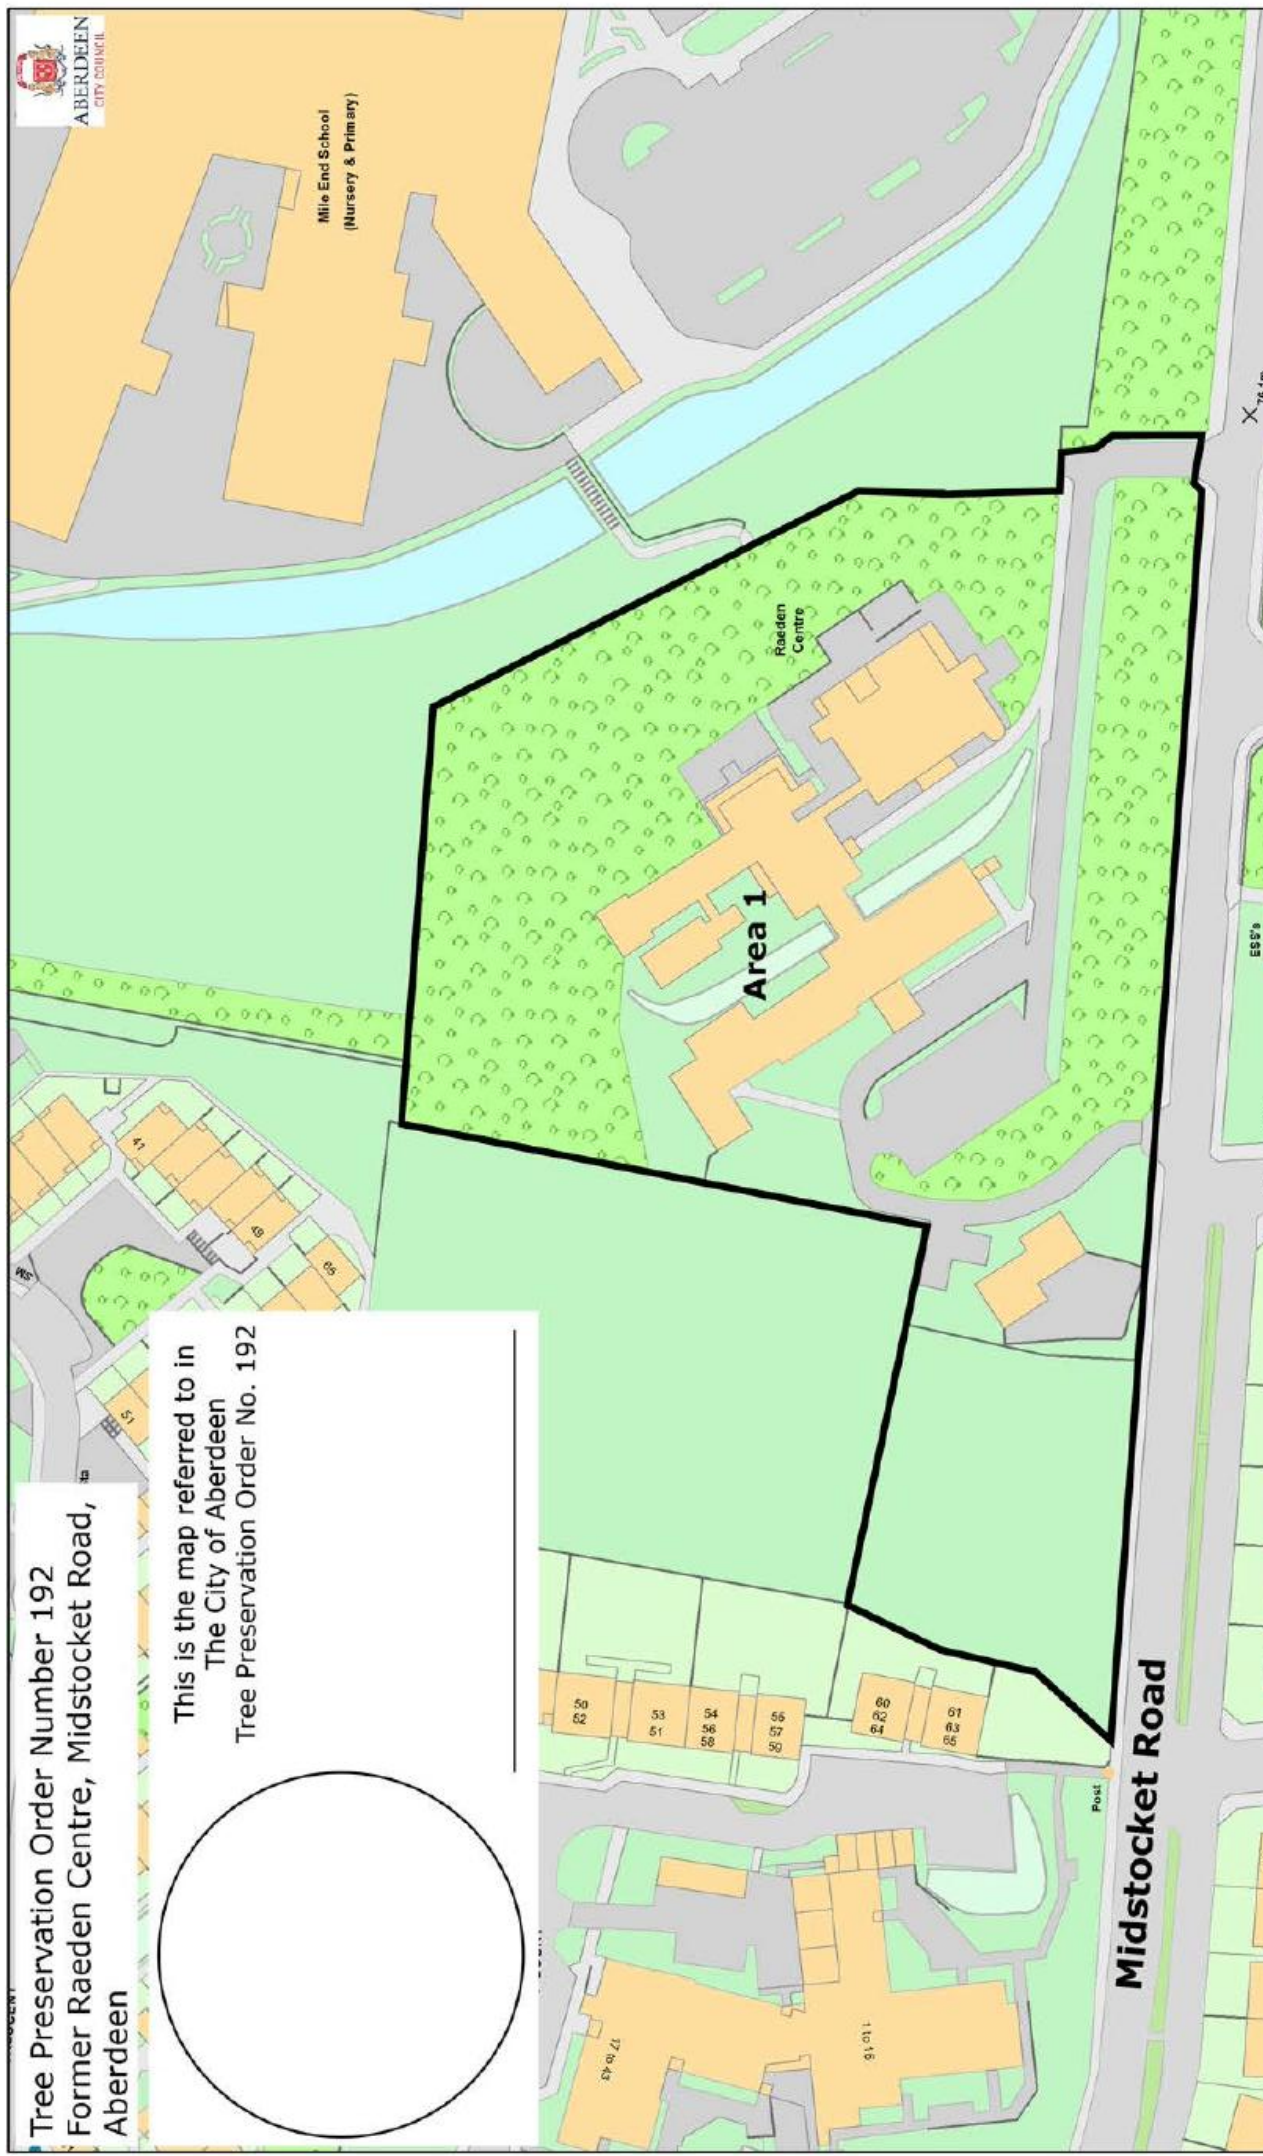 Tree Preservation Order Number 192
Former Raeden Centre, Midstocket Road,
Aberdeen
This is the map referred to in
The City of Aberdeen
Tree Preservation Order No. 192
ABERDEEN
CITY COUNCIL
Mile End School
(Nursery & Primary)
Raeden
Centre
Area 1
Midstocket Road
Post
ESS's
SM
41
49
65
51
50
52
53
51
54
56
58
55
57
59
60
62
64
61
63
65
17 to 43
1 to 16